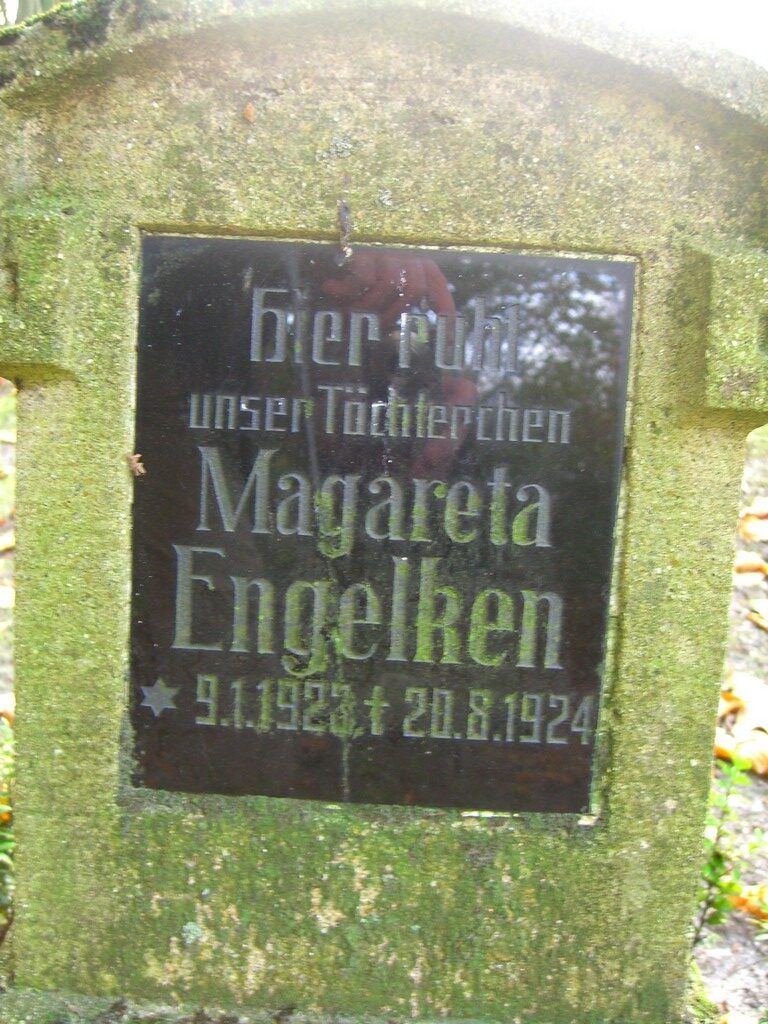 Hier ruht
unser Töchterchen
Magareta
Engelken
* 9.1.1923 † 20.8.1924